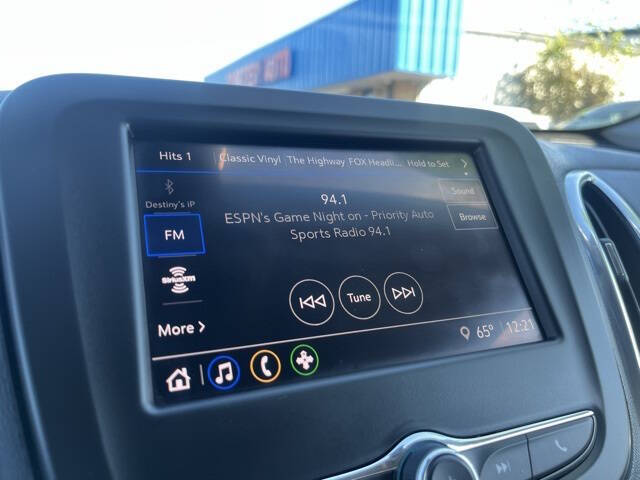 Hits 1 Classic Vinyl The Highway FOX Headli... Hold to Set
Destiny's iP
FM
SiriusXM
More
94.1
ESPN's Game Night on - Priority Auto
Sports Radio 94.1
Sound
Browse
Tune
65° 12:21